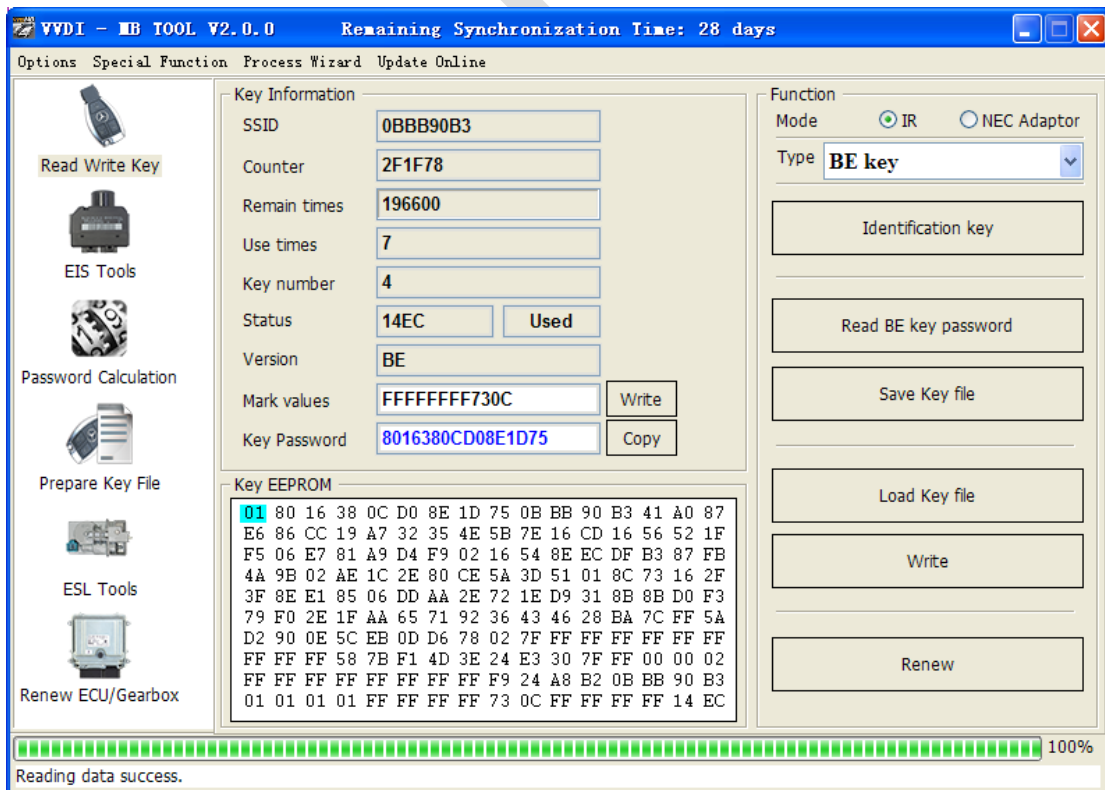 VVDI - MB TOOL V2.0.0 Remaining Synchronization Time: 28 days
Options Special Function Process Wizard Update Online
Read Write Key
EIS Tools
Password Calculation
Prepare Key File
ESL Tools
Renew ECU/Gearbox
Key Information
SSID 0BBB90B3
Counter 2F1F78
Remain times 196600
Use times 7
Key number 4
Status 14EC Used
Version BE
Mark values FFFFFFFF730C Write
Key Password 8016380CD08E1D75 Copy
Key EEPROM
01 80 16 38 0C D0 8E 1D 75 0B BB 90 B3 41 A0 87
E6 86 CC 19 A7 32 35 4E 5B 7E 16 CD 16 56 52 1F
F5 06 E7 81 A9 D4 F9 02 16 54 8E EC DF B3 87 FB
4A 9B 02 AE 1C 2E 80 CE 5A 3D 51 01 8C 73 16 2F
3F 8E E1 85 06 DD AA 2E 72 1E D9 31 8B 8B D0 F3
79 F0 2E 1F AA 65 71 92 36 43 46 28 BA 7C FF 5A
D2 90 0E 5C EB 0D D6 78 02 7F FF FF FF FF FF FF
FF FF FF 58 7B F1 4D 3E 24 E3 30 7F FF 00 00 02
FF FF FF FF FF FF FF FF F9 24 A8 B2 0B BB 90 B3
01 01 01 01 FF FF FF FF 73 0C FF FF FF FF 14 EC
Function
Mode IR NEC Adaptor
Type BE key
Identification key
Read BE key password
Save Key file
Load Key file
Write
Renew
100%
Reading data success.